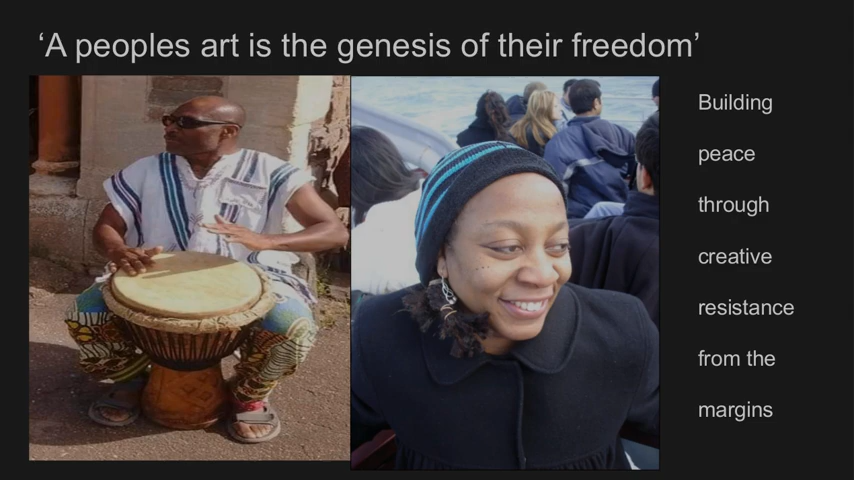 ‘A peoples art is the genesis of their freedom’
Building
peace
through
creative
resistance
from the
margins